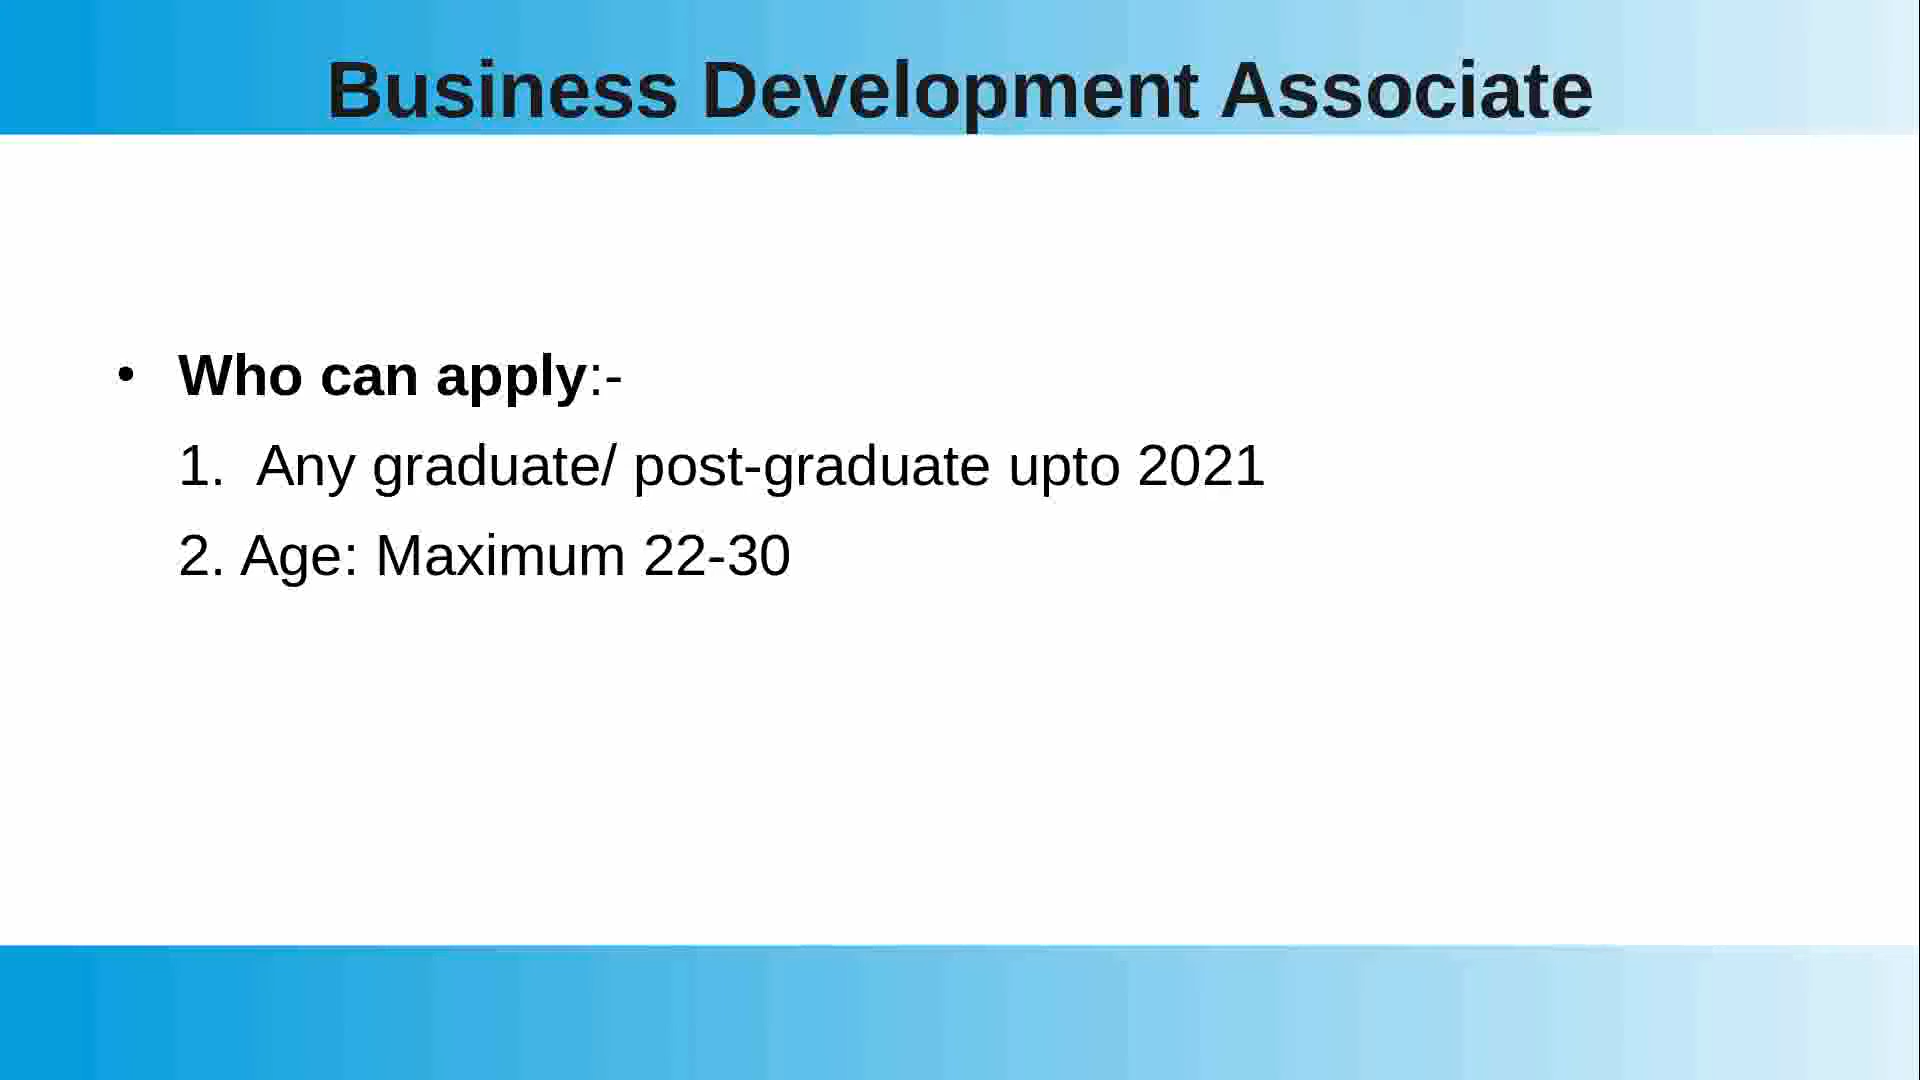 Business Development Associate
• Who can apply:-
1. Any graduate/ post-graduate upto 2021
2. Age: Maximum 22-30